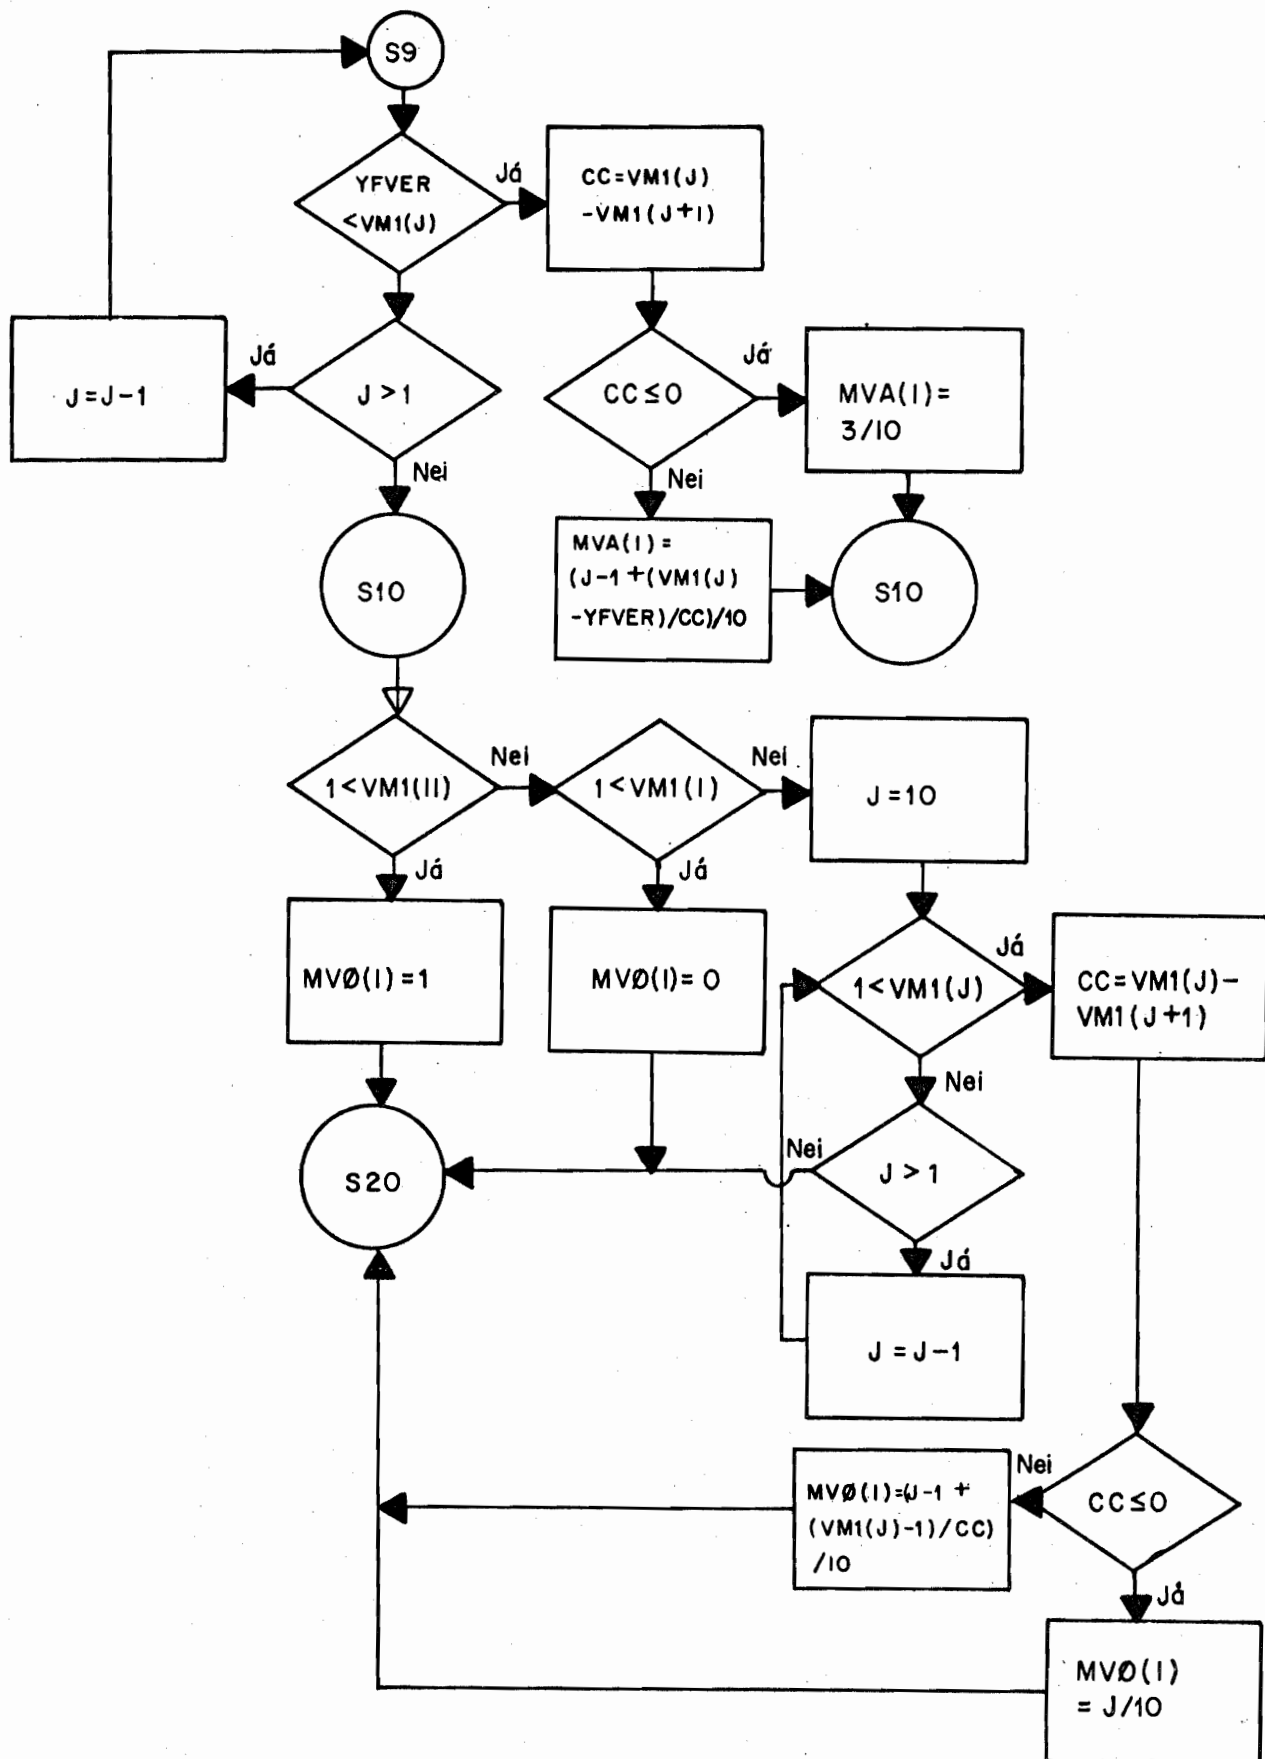 S9
YFVER
<VM1(J)
Já
CC=VM1(J)
-VM1(J+1)
Já
J=J-1
J>1
Nei
CC≤0
Já
MVA(I)=
3/10
Nei
S10
MVA(I)=
(J-1+(VM1(J)
-YFVER)/CC)/10
S10
1<VM1(11)
Nei
1<VM1(1)
Nei
J=10
Já
Já
MVØ(I)=1
MVØ(I)=0
1<VM1(J)
Já
CC=VM1(J)-
VM1(J+1)
Nei
S20
Nei
J>1
Já
J=J-1
MVØ(I)=(J-1+
(VM1(J)-1)/CC)
/10
Nei
CC≤0
Já
MVØ(I)
=J/10